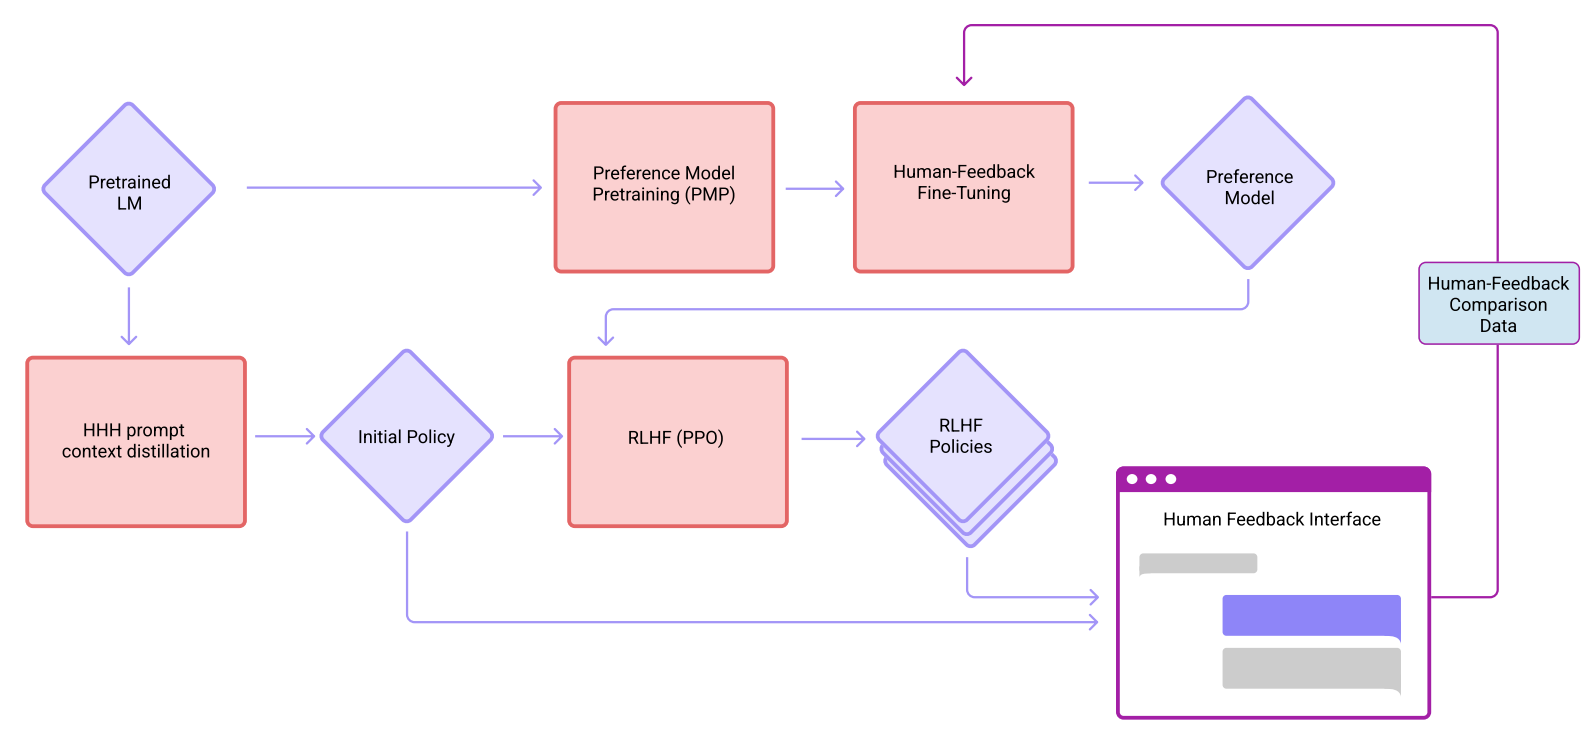 Pretrained
LM
Preference Model
Pretraining (PMP)
Human-Feedback
Fine-Tuning
Preference
Model
Human-Feedback
Comparison
Data
HHH prompt
context distillation
Initial Policy
RLHF (PPO)
RLHF
Policies
Human Feedback Interface